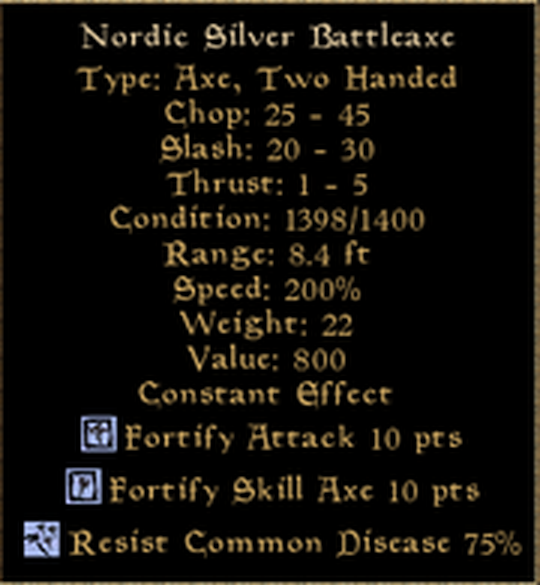 Nordic Silver Battleaxe
Type: Axe, Two Handed
Chop: 25 - 45
Slash: 20 - 30
Thrust: 1 - 5
Condition: 1398/1400
Range: 8.4 ft
Speed: 200%
Weight: 22
Value: 800
Constant Effect
Fortify Attack 10 pts
Fortify Skill Axe 10 pts
Resist Common Disease 75%